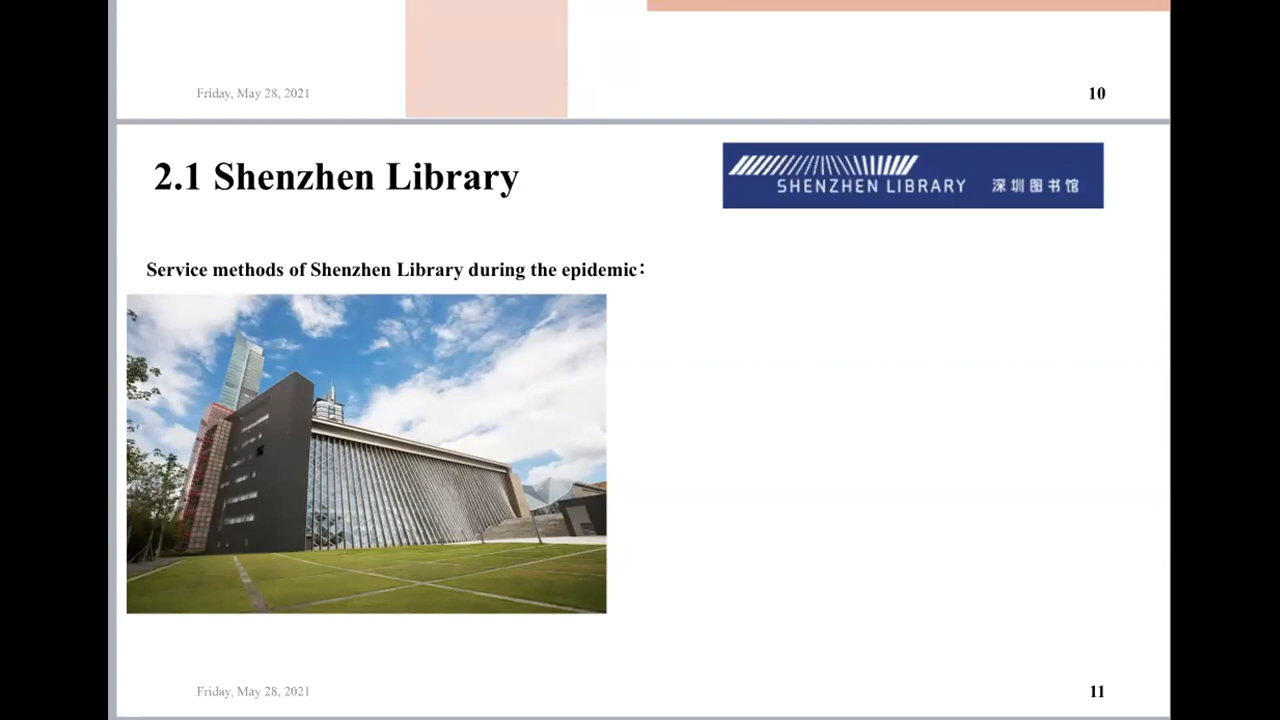 Friday, May 28, 2021
10
2.1 Shenzhen Library
SHENZHEN LIBRARY 深圳图书馆
Service methods of Shenzhen Library during the epidemic：
Friday, May 28, 2021
11